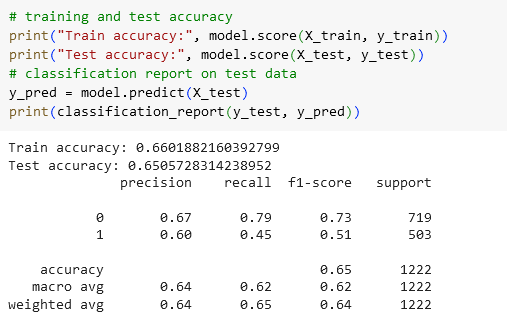 # training and test accuracy
print("Train accuracy:", model.score(X_train, y_train))
print("Test accuracy:", model.score(X_test, y_test))
# classification report on test data
y_pred = model.predict(X_test)
print(classification_report(y_test, y_pred))
Train accuracy: 0.6601882160392799
Test accuracy: 0.6505728314238952
precision recall f1-score support
0 0.67 0.79 0.73 719
1 0.60 0.45 0.51 503
accuracy 0.65 1222
macro avg 0.64 0.62 0.62 1222
weighted avg 0.64 0.65 0.64 1222